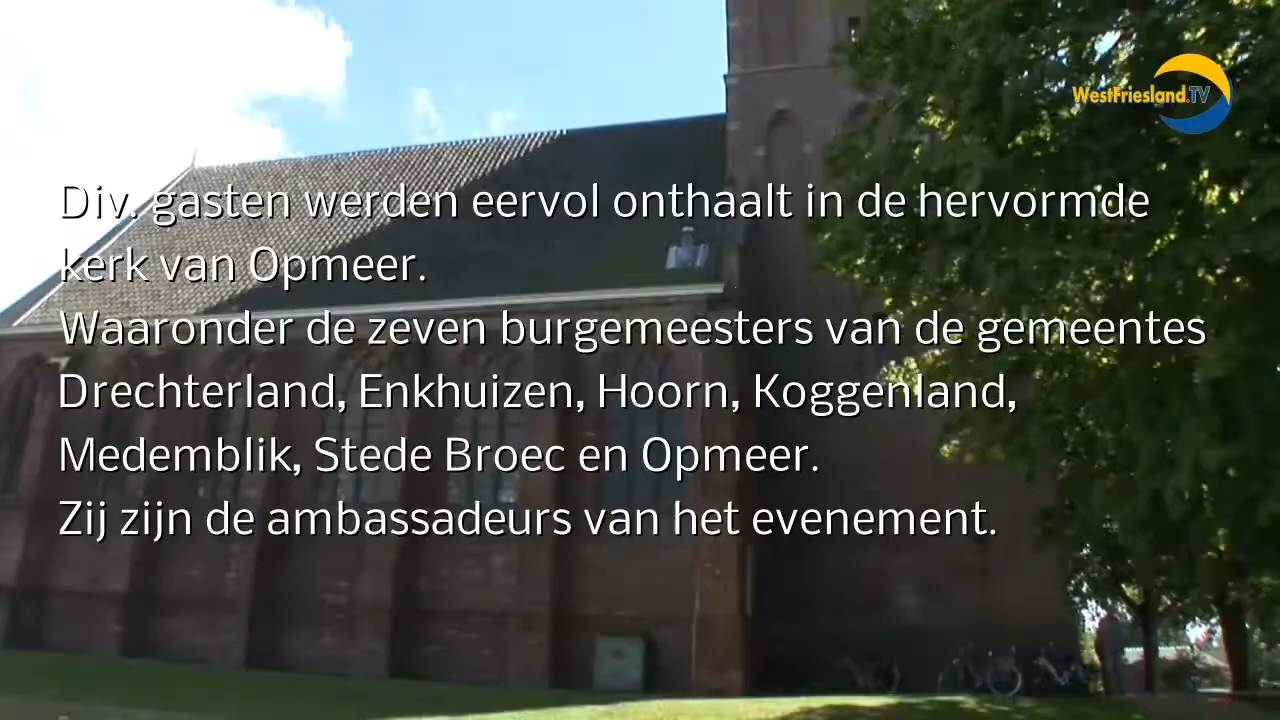 WestFriesland.TV
Div. gasten werden eervol onthaalt in de hervormde
kerk van Opmeer.
Waaronder de zeven burgemeesters van de gemeentes
Drechterland, Enkhuizen, Hoorn, Koggenland,
Medemblik, Stede Broec en Opmeer.
Zij zijn de ambassadeurs van het evenement.